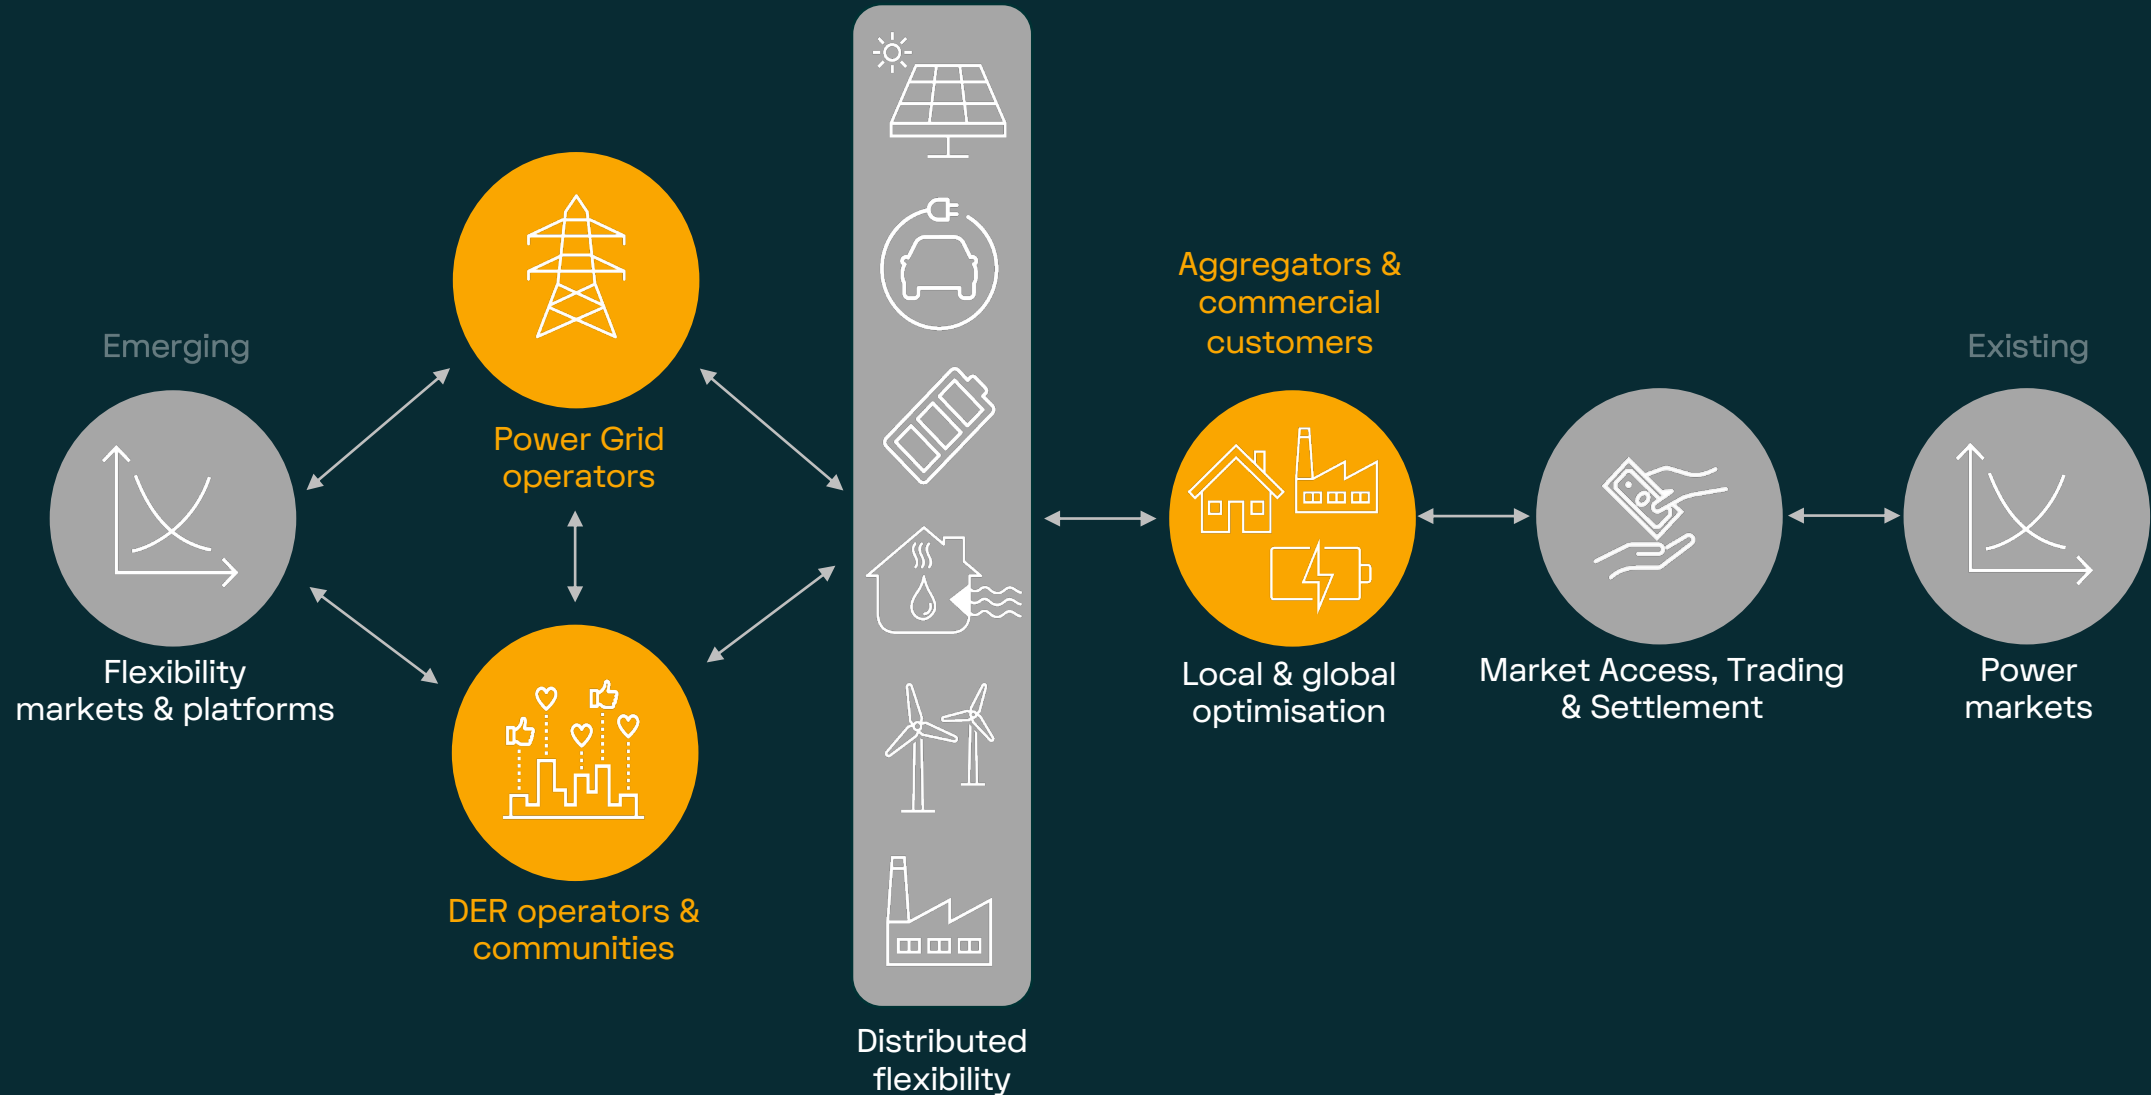 Emerging
Flexibility
markets & platforms
Power Grid
operators
DER operators &
communities
Distributed
flexibility
Aggregators &
commercial
customers
Local & global
optimisation
Market Access, Trading
& Settlement
Existing
Power
markets